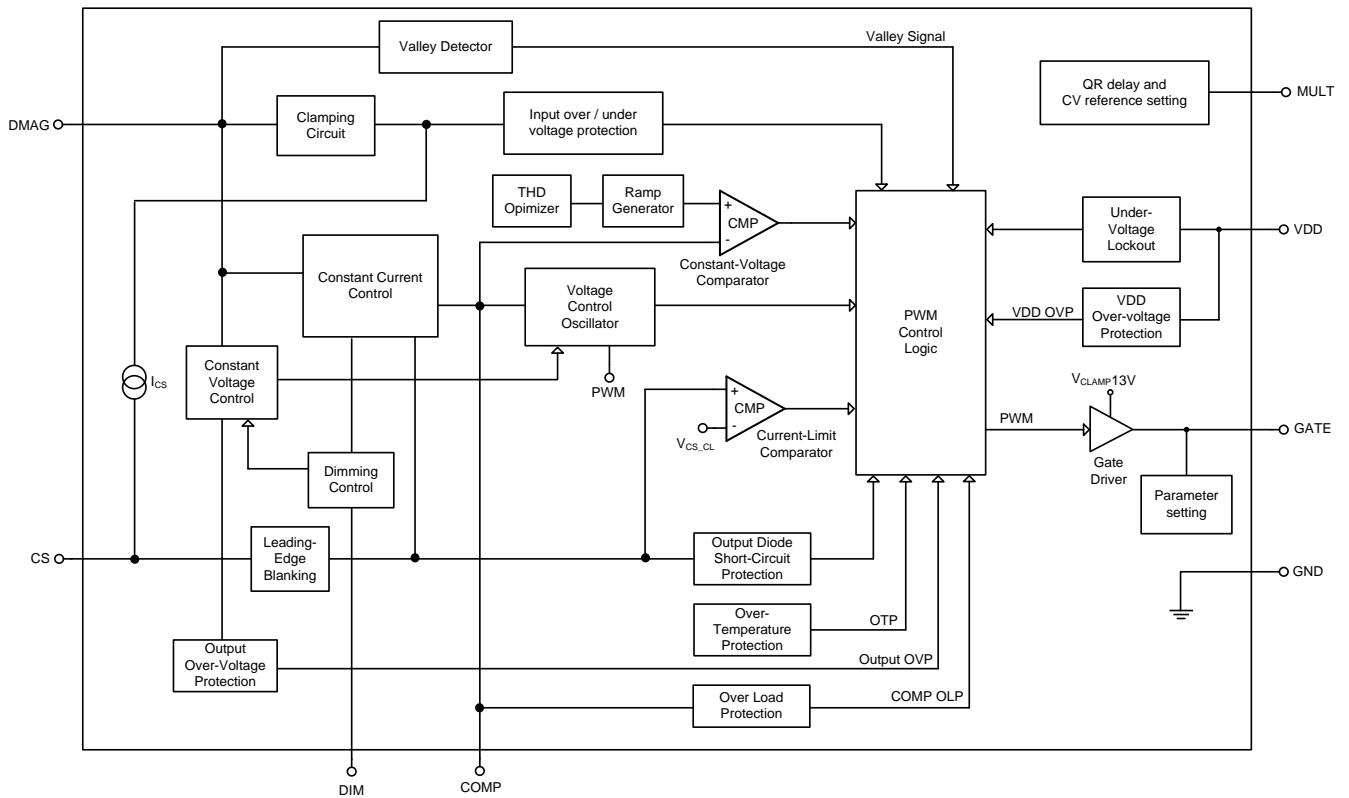 Valley Detector
Valley Signal
QR delay and
CV reference setting
MULT
DMAG
Clamping
Circuit
Input over / under
voltage protection
THD
Opimizer
Ramp
Generator
+
CMP
-
Constant-Voltage
Comparator
Under-
Voltage
Lockout
VDD
Constant Current
Control
Voltage
Control
Oscillator
PWM
PWM
Control
Logic
VDD OVP
VDD
Over-voltage
Protection
ICS
Constant
Voltage
Control
+
CMP
-
VCS_CL
Current-Limit
Comparator
VCLAMP13V
PWM
Gate
Driver
GATE
Parameter
setting
Dimming
Control
CS
Leading-
Edge
Blanking
Output Diode
Short-Circuit
Protection
GND
Over-
Temperature
Protection
OTP
Output
Over-Voltage
Protection
Output OVP
Over Load
Protection
COMP OLP
DIM
COMP